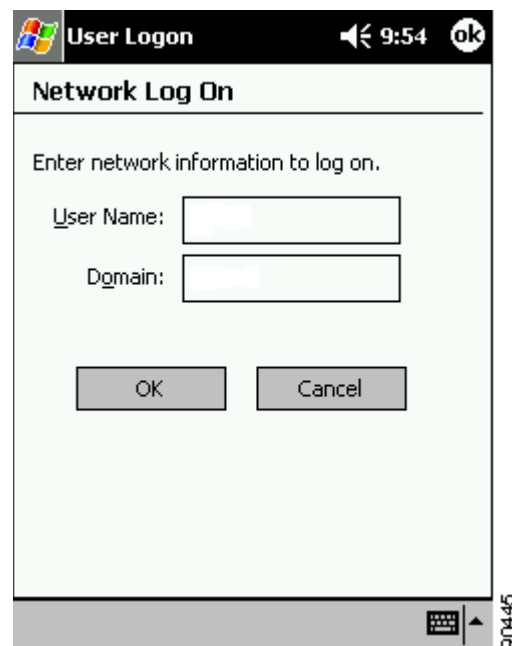 User Logon 9:54 ok
Network Log On
Enter network information to log on.
User Name:
Domain:
OK Cancel
90445